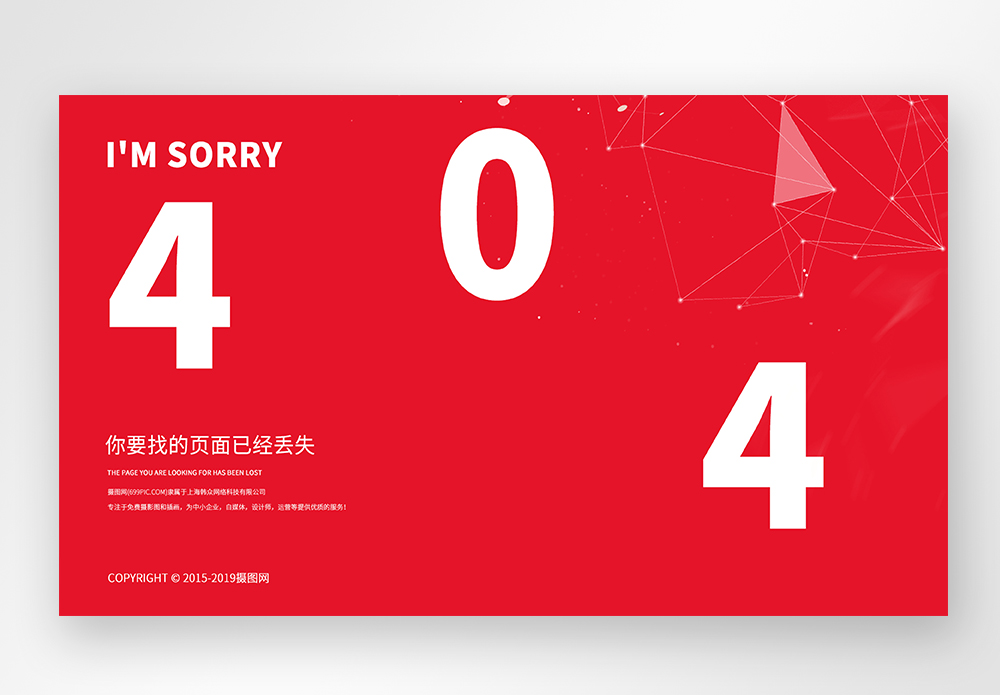 I'M SORRY
404
你要找的页面已经丢失
THE PAGE YOU ARE LOOKING FOR HAS BEEN LOST
摄图网(699PIC.COM)隶属于上海韩众网络科技有限公司
专注于免费摄影图和插画，为中小企业，自媒体，设计师，运营等提供优质的服务!
COPYRIGHT © 2015-2019摄图网